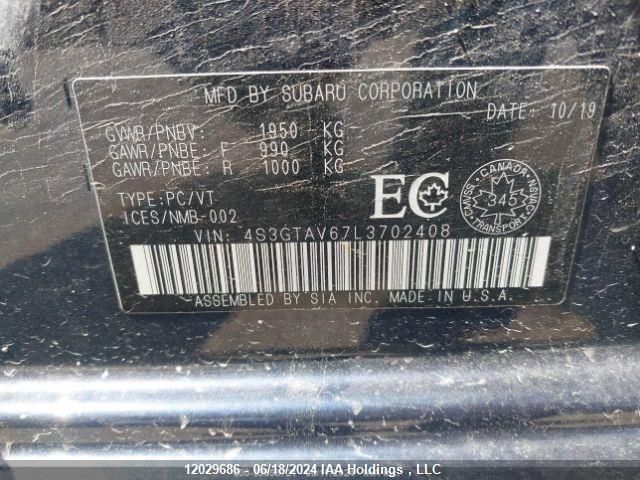 MFD BY SUBARU CORPORATION
DATE: 10/19
GVWR/PNBV: 1950 KG
GAWR/PNBE: F 990 KG
GAWR/PNBE: R 1000 KG
TYPE:PC/VT
ICES/NMB-002
EC
CANADA
345
TRANSPORT
VIN: 4S3GTAV67L3702408
ASSEMBLED BY SIA INC. MADE IN U.S.A.
12029686 - 06/18/2024 IAA Holdings , LLC